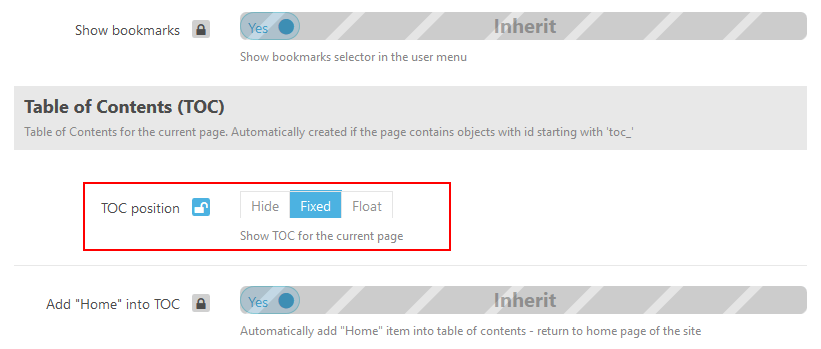 Show bookmarks Yes Inherit
Show bookmarks selector in the user menu
Table of Contents (TOC)
Table of Contents for the current page. Automatically created if the page contains objects with id starting with 'toc_'
TOC position Hide Fixed Float
Show TOC for the current page
Add "Home" into TOC Yes Inherit
Automatically add "Home" item into table of contents - return to home page of the site